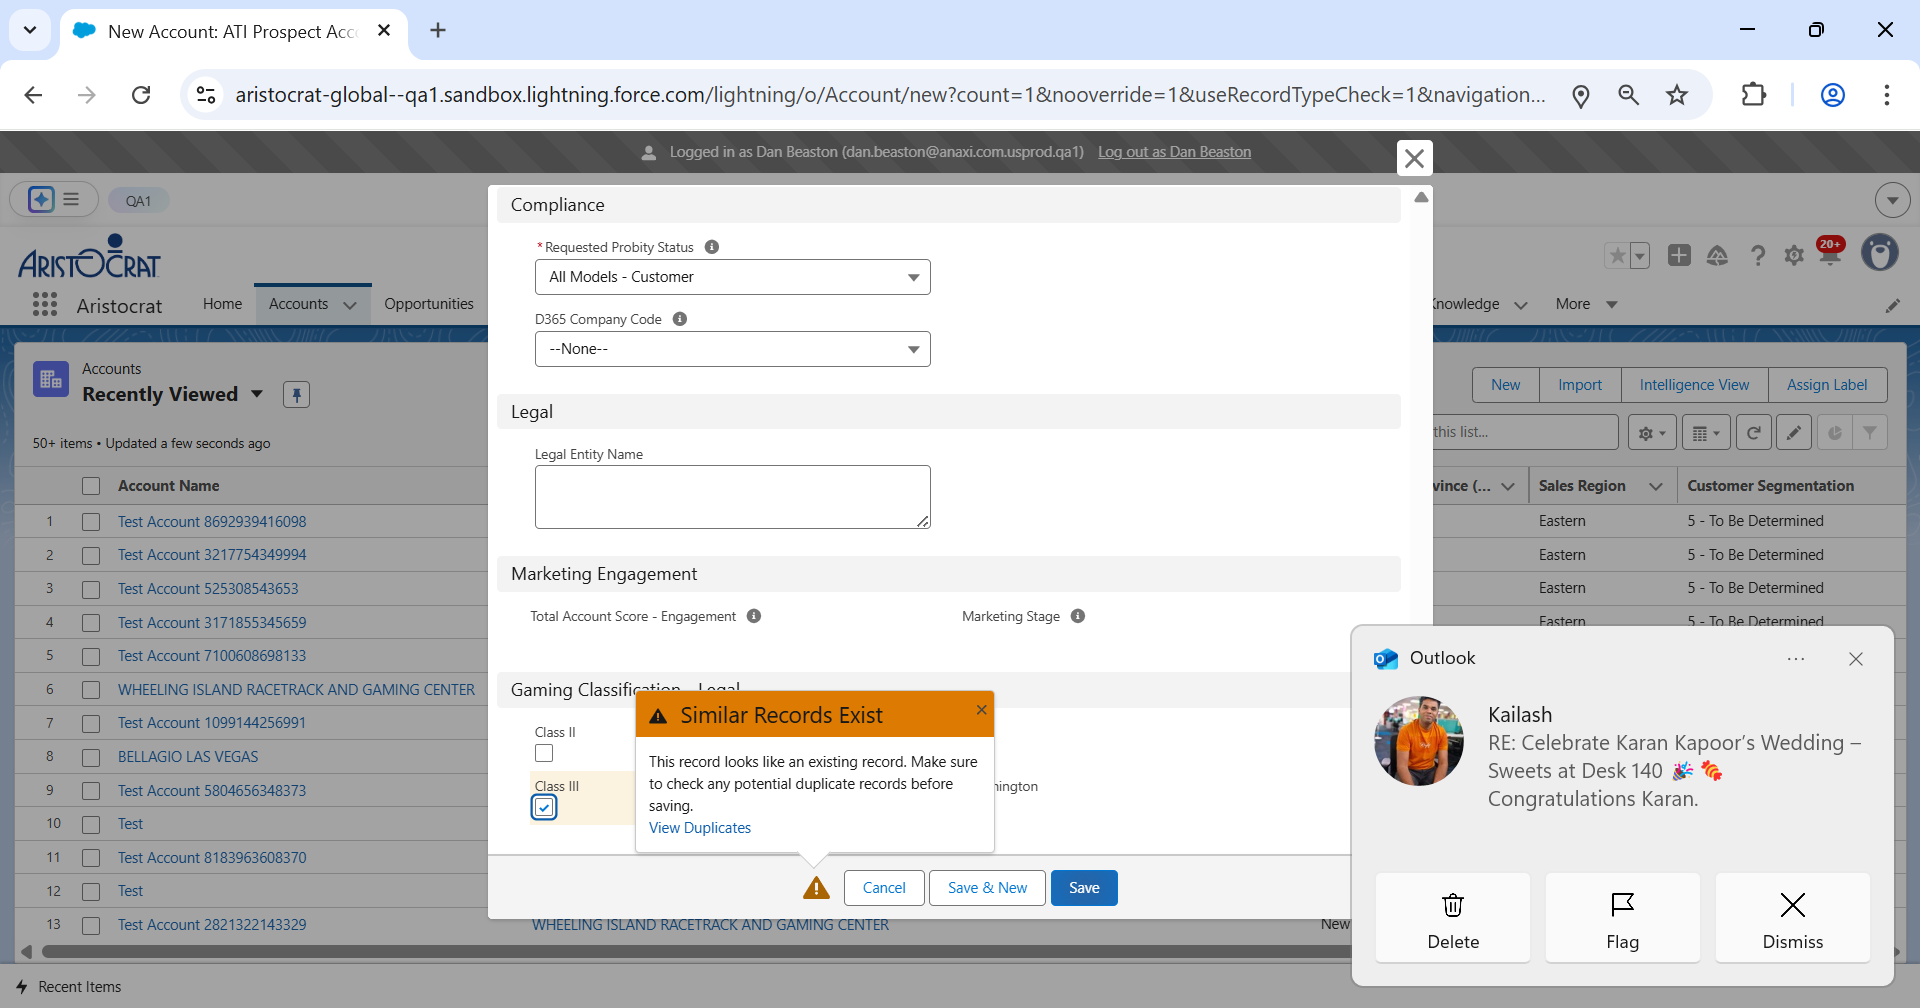 New Account: ATI Prospect Acc
aristocrat-global--qa1.sandbox.lightning.force.com/lightning/o/Account/new?count=1&nooverride=1&useRecordTypeCheck=1&navigation...
Logged in as Dan Beaston (dan.beaston@anaxi.com.usprod.qa1) Log out as Dan Beaston
QA1
ARISTOCRAT
20+
Aristocrat Home Accounts Opportunities Knowledge More
Accounts
Recently Viewed
50+ items • Updated a few seconds ago
New Import Intelligence View Assign Label
this list...
Account Name
Sales Region Customer Segmentation
1 Test Account 8692939416098 Eastern 5 - To Be Determined
2 Test Account 3217754349994 Eastern 5 - To Be Determined
3 Test Account 525308543653 Eastern 5 - To Be Determined
4 Test Account 3171855345659 Eastern 5 - To Be Determined
5 Test Account 7100608698133
6 WHEELING ISLAND RACETRACK AND GAMING CENTER
7 Test Account 1099144256991
8 BELLAGIO LAS VEGAS
9 Test Account 5804656348373
10 Test
11 Test Account 8183963608370
12 Test
13 Test Account 2821322143329 WHEELING ISLAND RACETRACK AND GAMING CENTER New
Recent Items
Compliance
*Requested Probity Status
All Models - Customer
D365 Company Code
--None--
Legal
Legal Entity Name
Marketing Engagement
Total Account Score - Engagement Marketing Stage
Gaming Classification - Legal
Class II
Class III
Similar Records Exist
This record looks like an existing record. Make sure
to check any potential duplicate records before
saving.
View Duplicates
Cancel Save & New Save
Outlook
Kailash
RE: Celebrate Karan Kapoor's Wedding –
Sweets at Desk 140 🎉 🍬
Congratulations Karan.
Delete Flag Dismiss